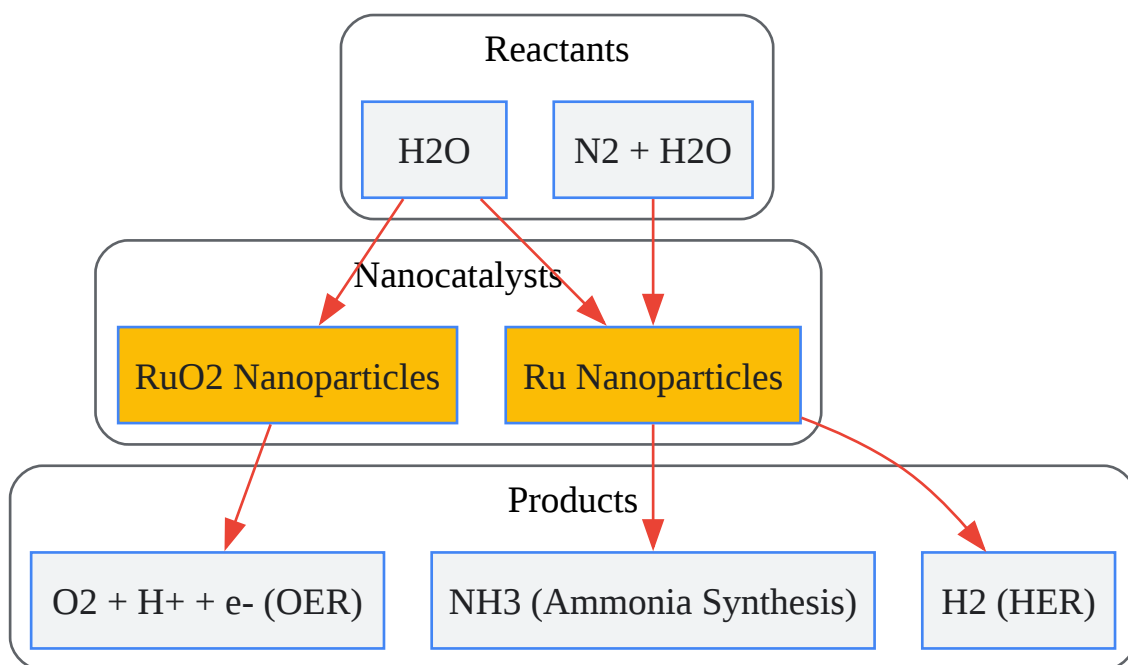 Reactants
H2O
N2 + H2O
Nanocatalysts
RuO2 Nanoparticles
Ru Nanoparticles
Products
O2 + H+ + e- (OER)
NH3 (Ammonia Synthesis)
H2 (HER)